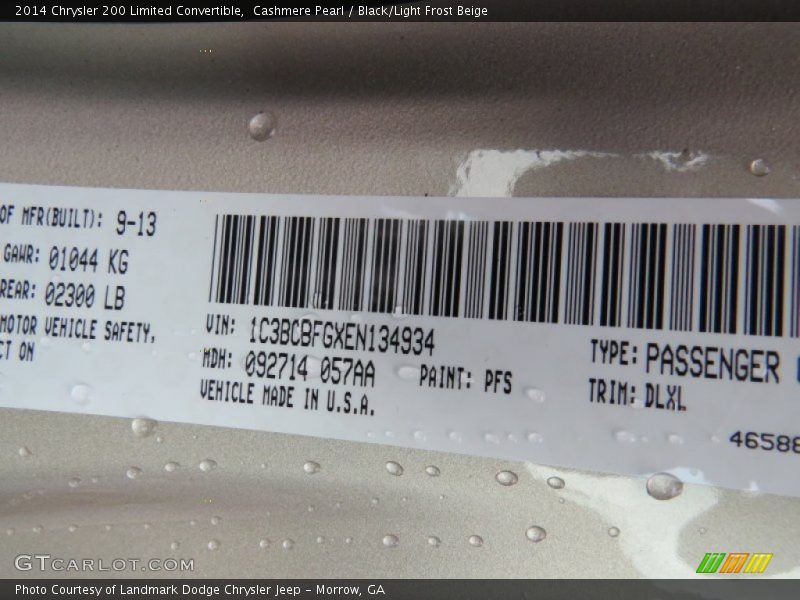 2014 Chrysler 200 Limited Convertible,  Cashmere Pearl / Black/Light Frost Beige
OF MFR(BUILT): 9-13
GAWR: 01044 KG
REAR: 02300 LB
MOTOR VEHICLE SAFETY,
CT ON
VIN: 1C3BCBFGXEN134934
MDH: 092714 057AA
PAINT: PFS
VEHICLE MADE IN U.S.A.
TYPE: PASSENGER
TRIM: DLXL
46588
GTCARLOT.COM
Photo Courtesy of Landmark Dodge Chrysler Jeep – Morrow, GA